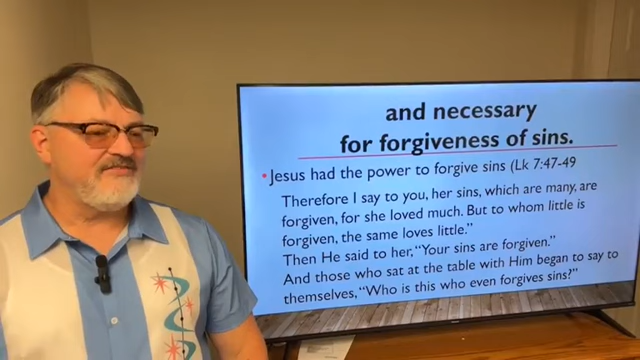 and necessary
for forgiveness of sins.
•Jesus had the power to forgive sins (Lk 7:47-49
Therefore I say to you, her sins, which are many, are
forgiven, for she loved much. But to whom little is
forgiven, the same loves little.”
Then He said to her, “Your sins are forgiven.”
And those who sat at the table with Him began to say to
themselves, “Who is this who even forgives sins?”